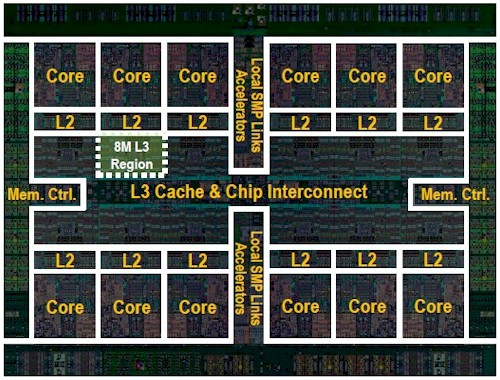 Core Core Core Core Core Core
Local SMP Links
Accelerators
L2 L2 L2 L2 L2 L2
8M L3
Region
Mem. Ctrl. L3 Cache & Chip Interconnect Mem. Ctrl.
L2 L2 L2 L2 L2 L2
Local SMP Links
Accelerators
Core Core Core Core Core Core